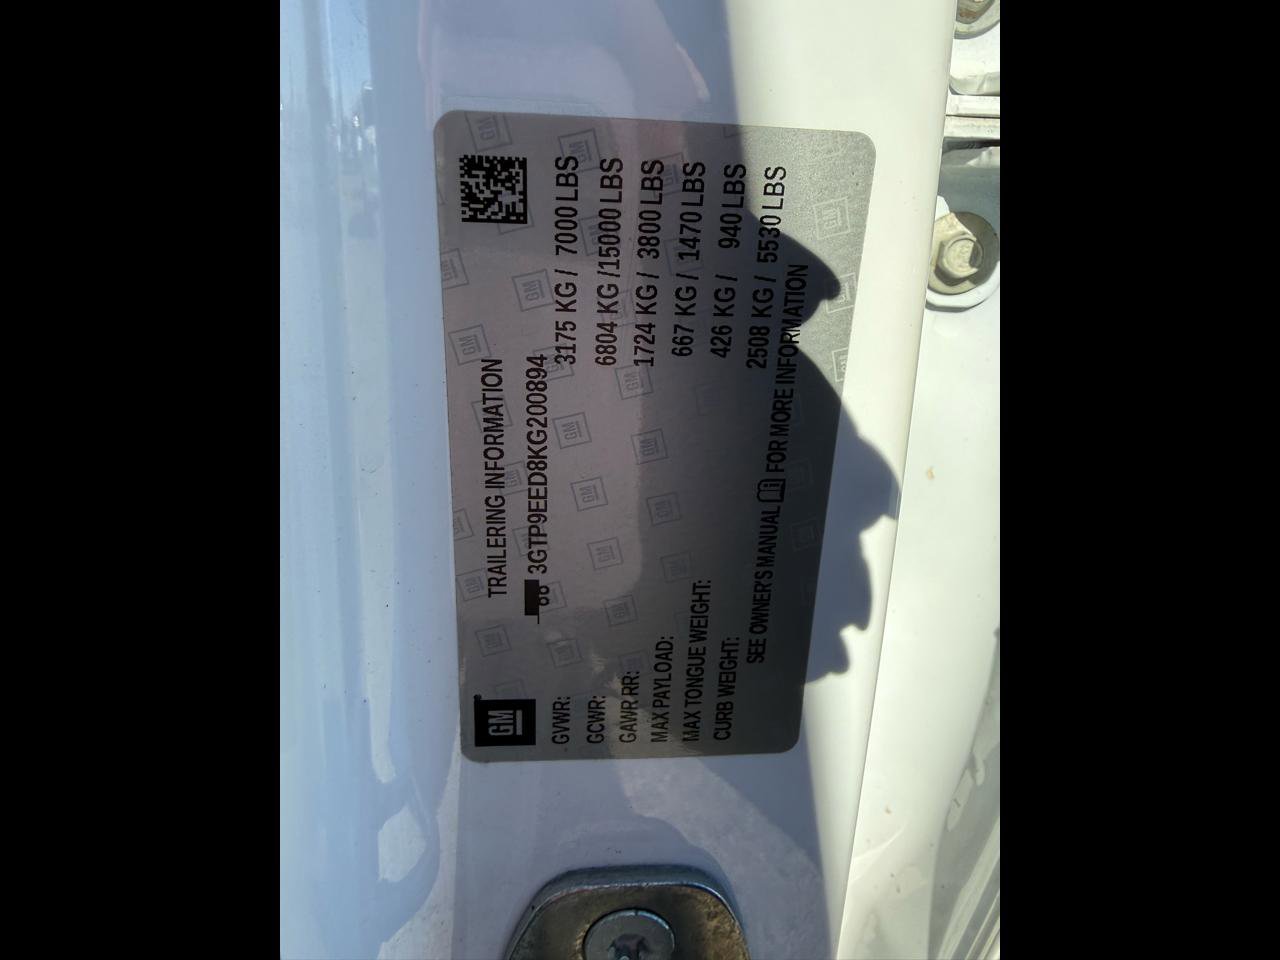 TRAILERING INFORMATION
3GTP9EED8KG200894
GM
GVWR: 3175 KG / 7000 LBS
GCWR: 6804 KG /15000 LBS
GAWR RR: 1724 KG / 3800 LBS
MAX PAYLOAD: 667 KG / 1470 LBS
MAX TONGUE WEIGHT: 426 KG / 940 LBS
CURB WEIGHT: 2508 KG / 5530 LBS
SEE OWNER'S MANUAL FOR MORE INFORMATION